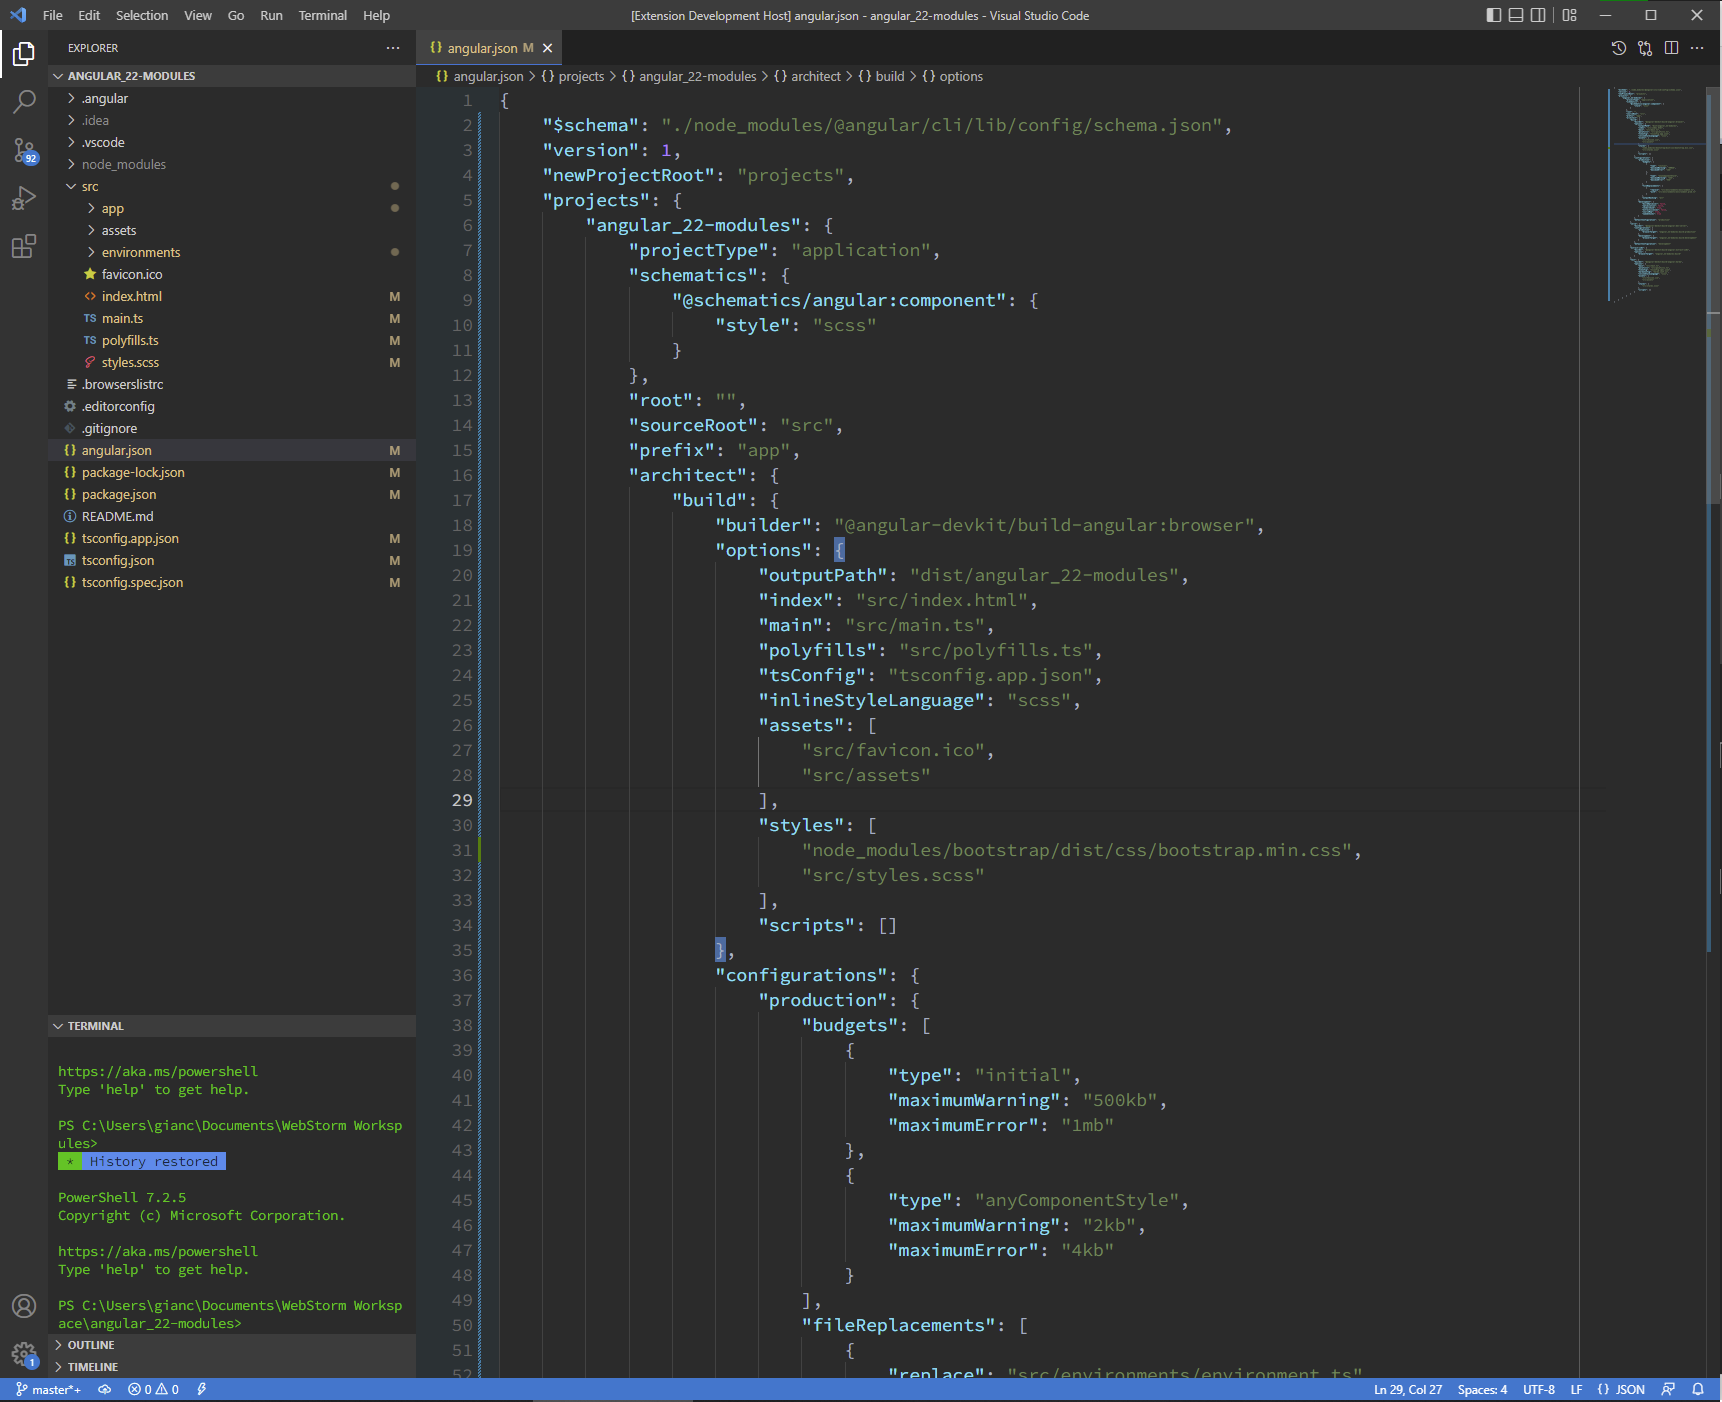 File Edit Selection View Go Run Terminal Help
[Extension Development Host] angular.json - angular_22-modules - Visual Studio Code
EXPLORER
ANGULAR_22-MODULES
.angular
.idea
.vscode
node_modules
src
app
assets
environments
favicon.ico
index.html M
TS main.ts M
TS polyfills.ts M
styles.scss M
.browserslistrc
.editorconfig
.gitignore
{} angular.json M
{} package-lock.json M
{} package.json M
README.md
{} tsconfig.app.json M
TS tsconfig.json M
{} tsconfig.spec.json M
92
1
TERMINAL
https://aka.ms/powershell
Type 'help' to get help.
PS C:\Users\gianc\Documents\WebStorm Worksp
ules>
* History restored
PowerShell 7.2.5
Copyright (c) Microsoft Corporation.
https://aka.ms/powershell
Type 'help' to get help.
PS C:\Users\gianc\Documents\WebStorm Worksp
ace\angular_22-modules>
OUTLINE
TIMELINE
{} angular.json M
{} angular.json > {} projects > {} angular_22-modules > {} architect > {} build > {} options
1 {
2 "$schema": "./node_modules/@angular/cli/lib/config/schema.json",
3 "version": 1,
4 "newProjectRoot": "projects",
5 "projects": {
6 "angular_22-modules": {
7 "projectType": "application",
8 "schematics": {
9 "@schematics/angular:component": {
10 "style": "scss"
11 }
12 },
13 "root": "",
14 "sourceRoot": "src",
15 "prefix": "app",
16 "architect": {
17 "build": {
18 "builder": "@angular-devkit/build-angular:browser",
19 "options": {
20 "outputPath": "dist/angular_22-modules",
21 "index": "src/index.html",
22 "main": "src/main.ts",
23 "polyfills": "src/polyfills.ts",
24 "tsConfig": "tsconfig.app.json",
25 "inlineStyleLanguage": "scss",
26 "assets": [
27 "src/favicon.ico",
28 "src/assets"
29 ],
30 "styles": [
31 "node_modules/bootstrap/dist/css/bootstrap.min.css",
32 "src/styles.scss"
33 ],
34 "scripts": []
35 },
36 "configurations": {
37 "production": {
38 "budgets": [
39 {
40 "type": "initial",
41 "maximumWarning": "500kb",
42 "maximumError": "1mb"
43 },
44 {
45 "type": "anyComponentStyle",
46 "maximumWarning": "2kb",
47 "maximumError": "4kb"
48 }
49 ],
50 "fileReplacements": [
51 {
52 "replace": "src/environments/environment.ts"
master*+ 0 0
Ln 29, Col 27 Spaces: 4 UTF-8 LF {} JSON